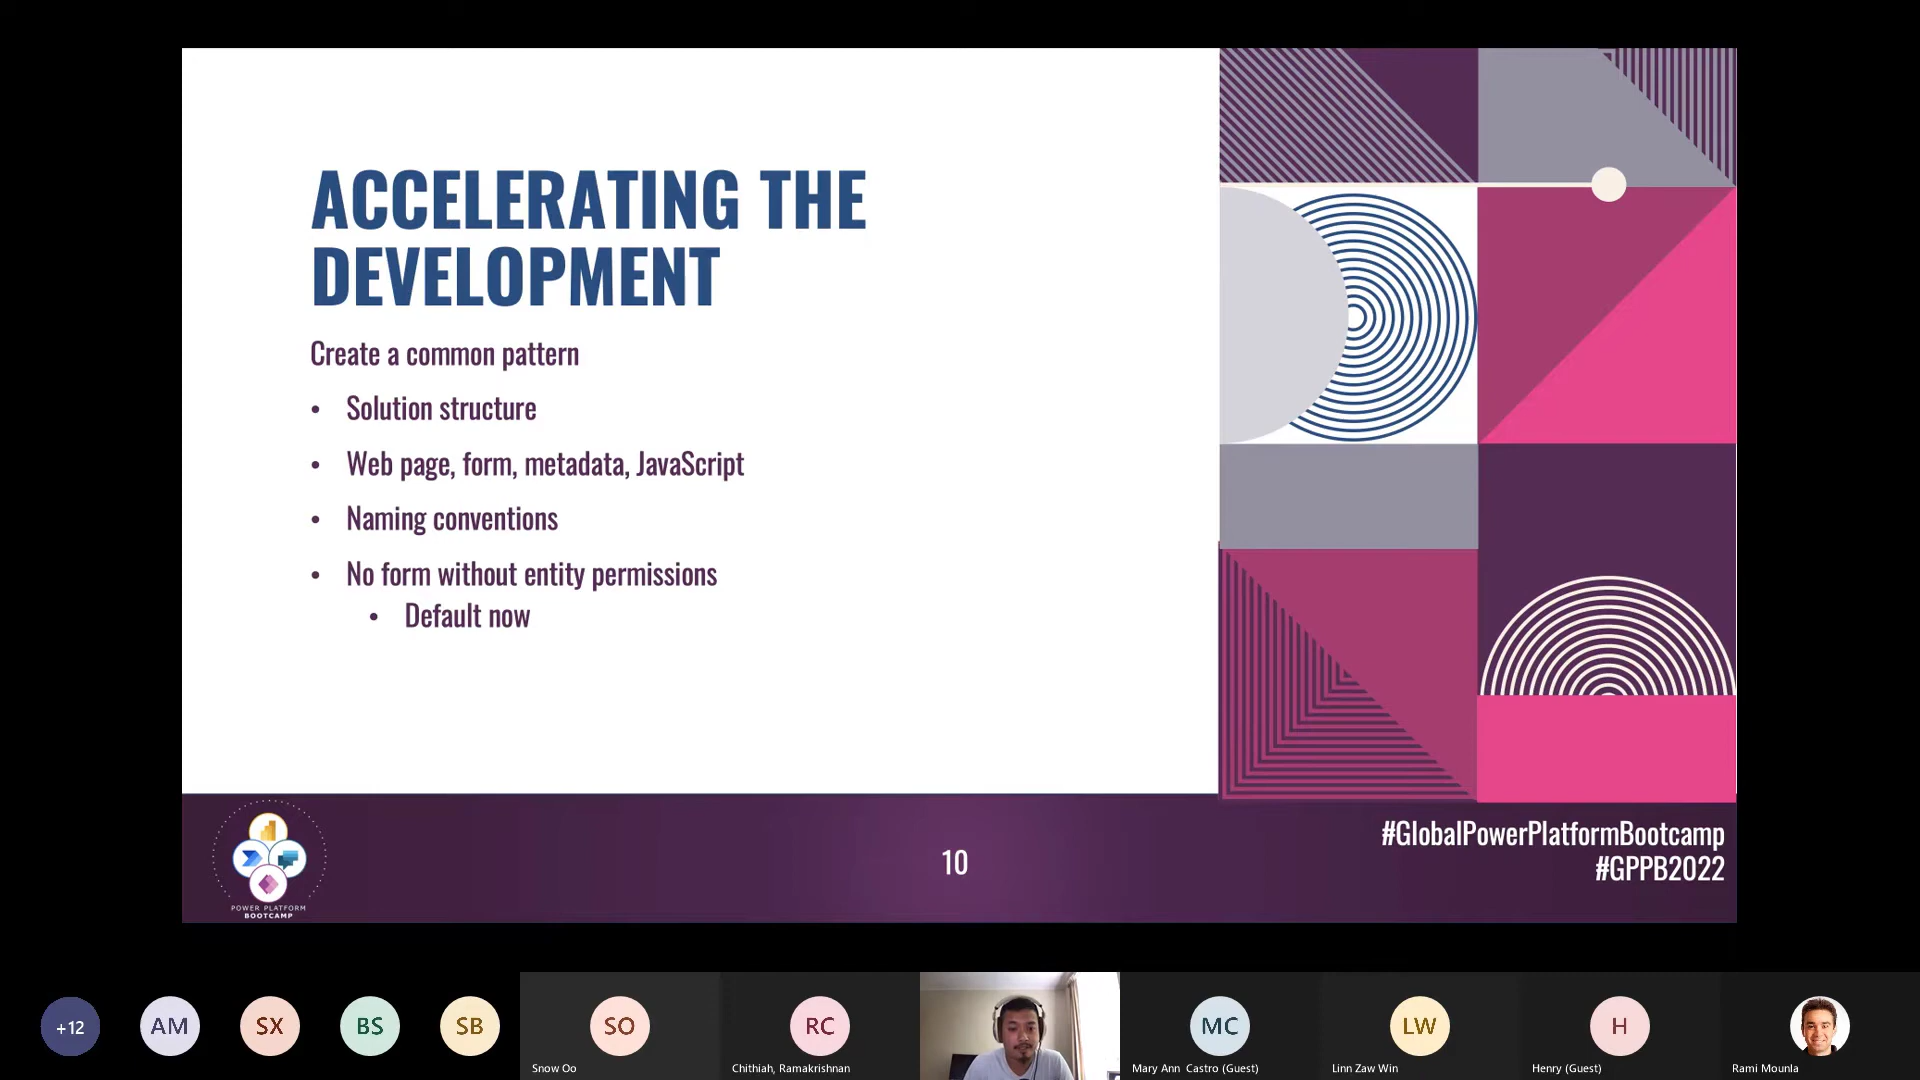 ACCELERATING THE
DEVELOPMENT
Create a common pattern
• Solution structure
• Web page, form, metadata, JavaScript
• Naming conventions
• No form without entity permissions
• Default now
POWER PLATFORM
BOOTCAMP
10
#GlobalPowerPlatformBootcamp
#GPPB2022
+12
AM
SX
BS
SB
SO
Snow Oo
RC
Chithiah, Ramakrishnan
MC
Mary Ann Castro (Guest)
LW
Linn Zaw Win
H
Henry (Guest)
Rami Mounla